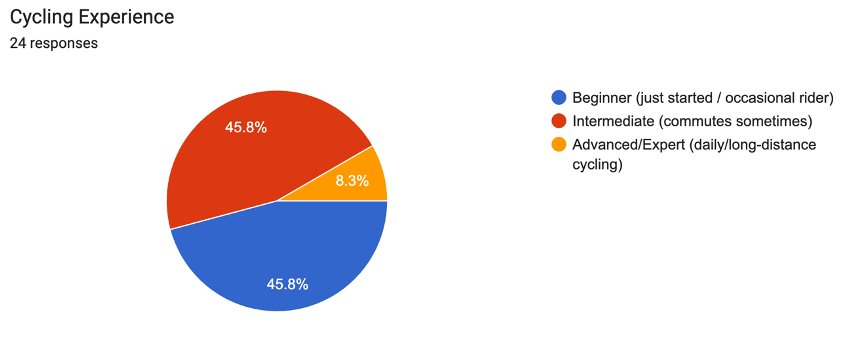 Cycling Experience
24 responses
45.8%
8.3%
45.8%
Beginner (just started / occasional rider)
Intermediate (commutes sometimes)
Advanced/Expert (daily/long-distance
cycling)